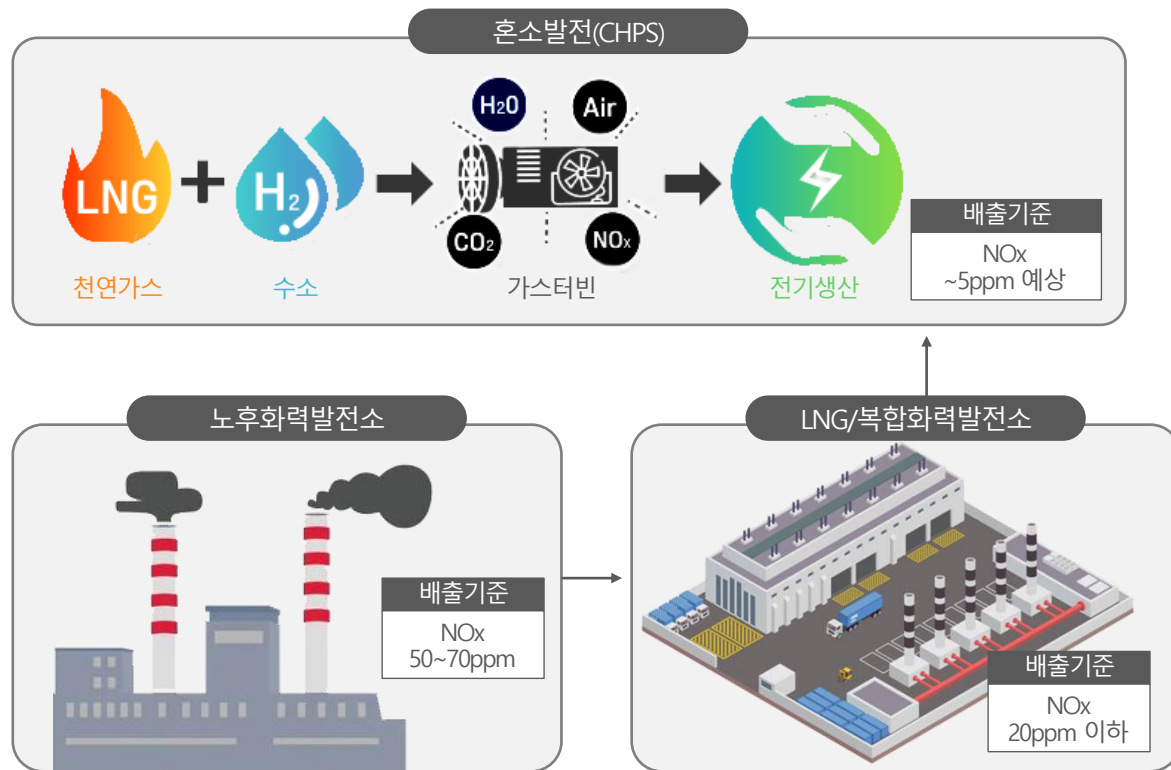 혼소발전(CHPS)
H₂O
Air
LNG
H₂
CO₂
NOₓ
천연가스
수소
가스터빈
전기생산
배출기준
NOx
~5ppm 예상
노후화력발전소
배출기준
NOx
50~70ppm
LNG/복합화력발전소
배출기준
NOx
20ppm 이하